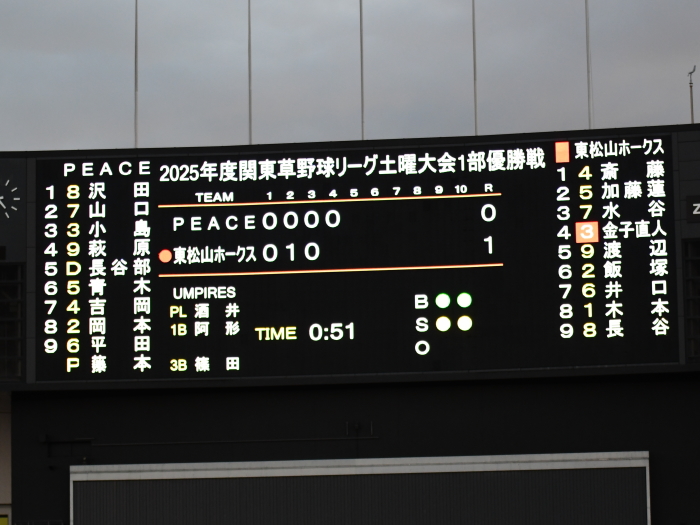 PEACE
2025年度関東草野球リーグ土曜大会1部優勝戦
東松山ホークス
1 8 沢田
2 7 山口
3 3 小島
4 9 萩原
5 D 長谷部
6 5 青木
7 4 吉岡
8 2 岡本
9 6 平田
P 藤本
TEAM 1 2 3 4 5 6 7 8 9 10 R
PEACE 0 0 0 0 0
東松山ホークス 0 1 0 1
UMPIRES
PL 酒井
1B 阿形
3B 篠田
TIME 0:51
B
S
O
1 4 斎藤
2 5 加藤蓮
3 7 水谷
4 3 金子直人
5 9 渡辺
6 2 飯塚
7 6 井口
8 1 木本
9 8 長谷